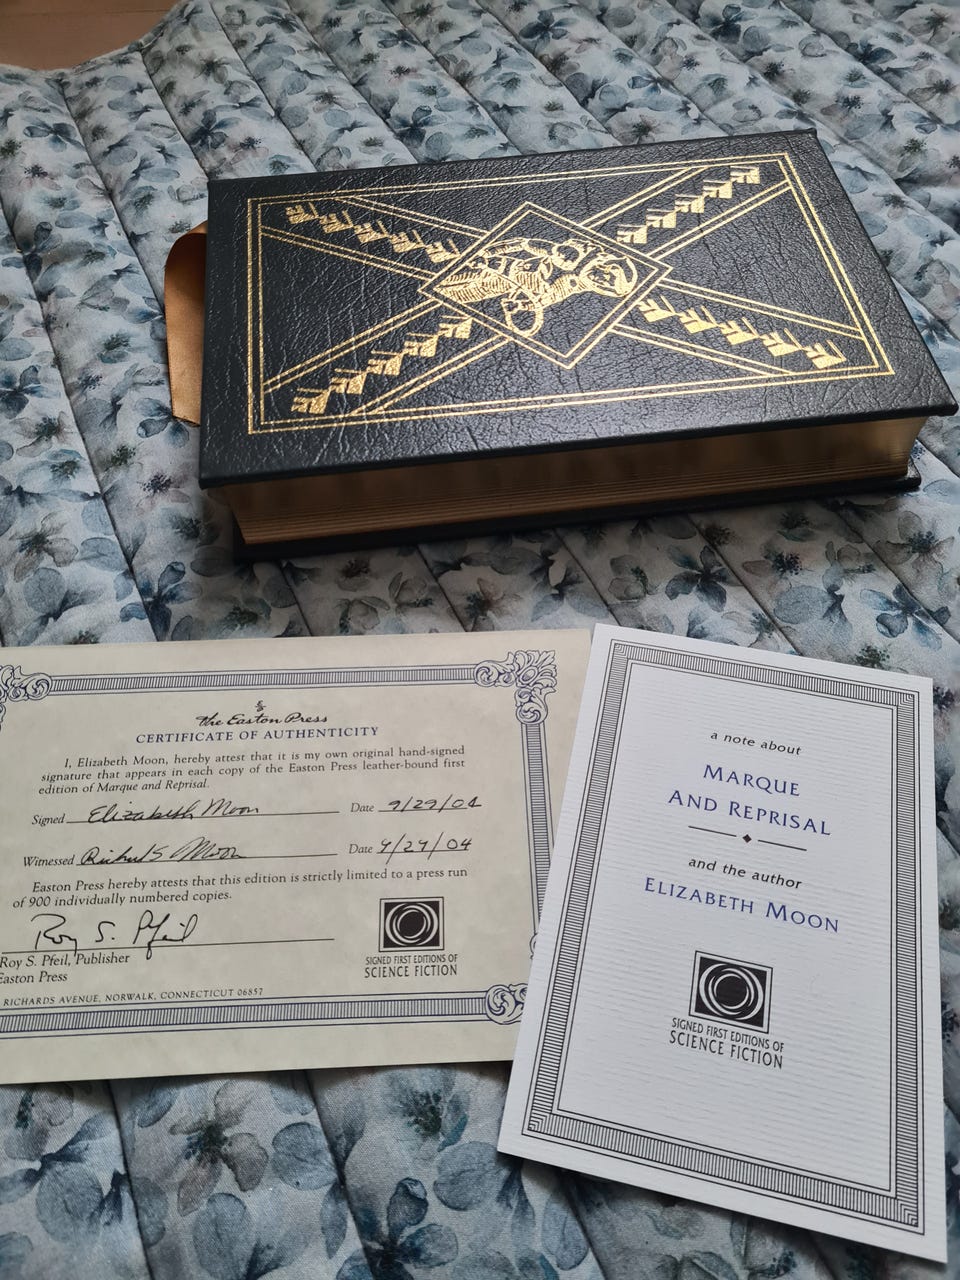 the Easton Press
CERTIFICATE OF AUTHENTICITY
I, Elizabeth Moon, hereby attest that it is my own original hand-signed
signature that appears in each copy of the Easton Press leather-bound first
edition of Marque and Reprisal.
Signed Elizabeth Moon Date 9/29/04
Witnessed Richard S Moon Date 9/29/04
Easton Press hereby attests that this edition is strictly limited to a press run
of 900 individually numbered copies.
Roy S. Pfeil
Roy S. Pfeil, Publisher
Easton Press
RICHARDS AVENUE, NORWALK, CONNECTICUT 06857
SIGNED FIRST EDITIONS OF
SCIENCE FICTION
a note about
MARQUE
AND REPRISAL
and the author
ELIZABETH MOON
SIGNED FIRST EDITIONS OF
SCIENCE FICTION